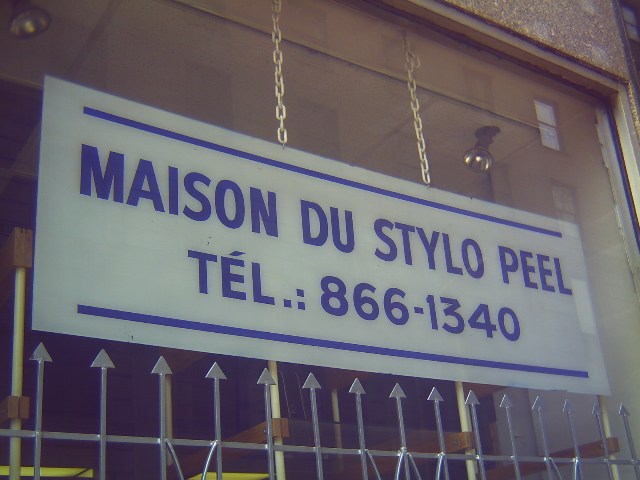 MAISON DU STYLO PEEL
TÉL.: 866-1340